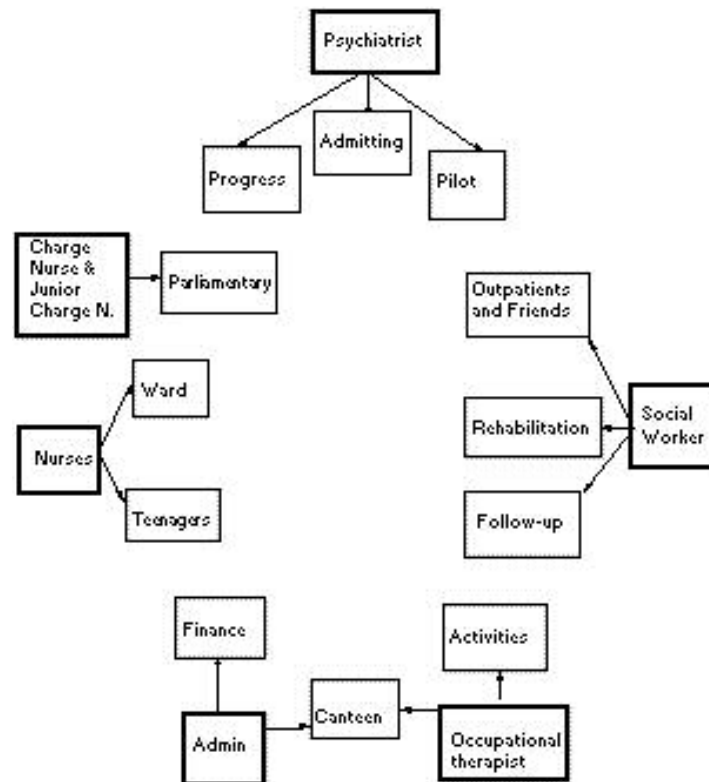 Psychiatrist
Admitting
Progress
Pilot
Charge
Nurse &
Junior
Charge N.
Parliamentary
Outpatients
and Friends
Ward
Social
Worker
Rehabilitation
Nurses
Teenagers
Follow-up
Finance
Activities
Canteen
Admin
Occupational
therapist